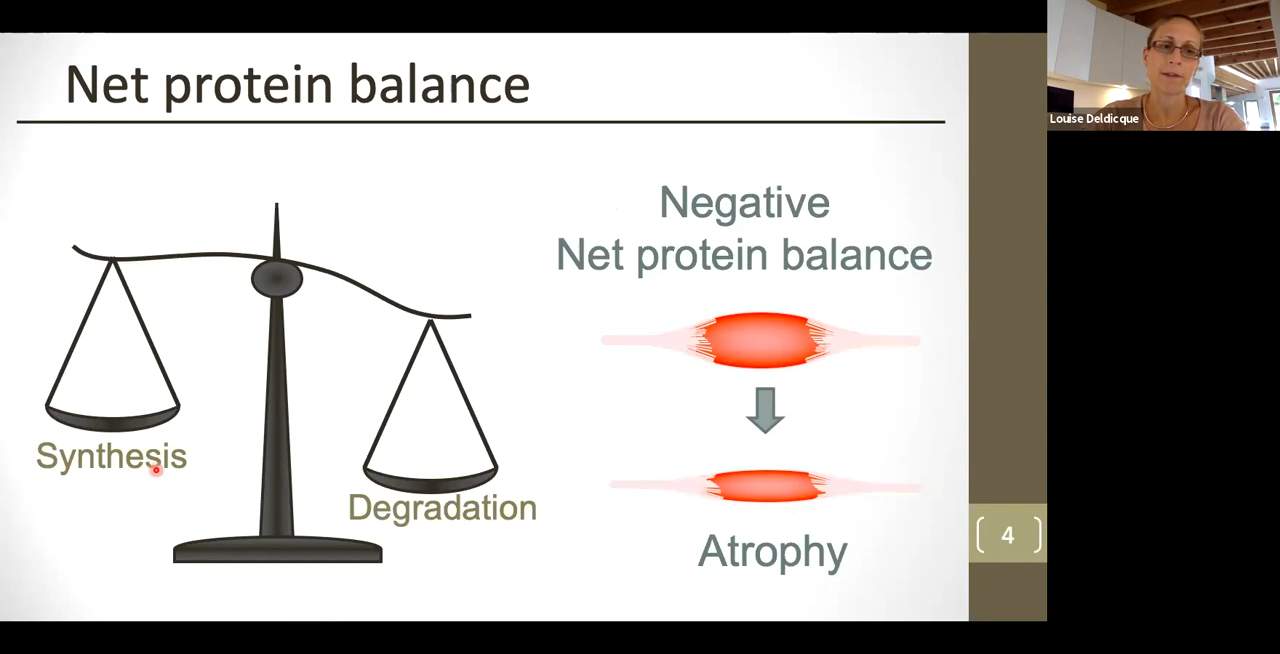 Net protein balance
Louise Deldicque
Negative
Net protein balance
Synthesis
Degradation
Atrophy
4